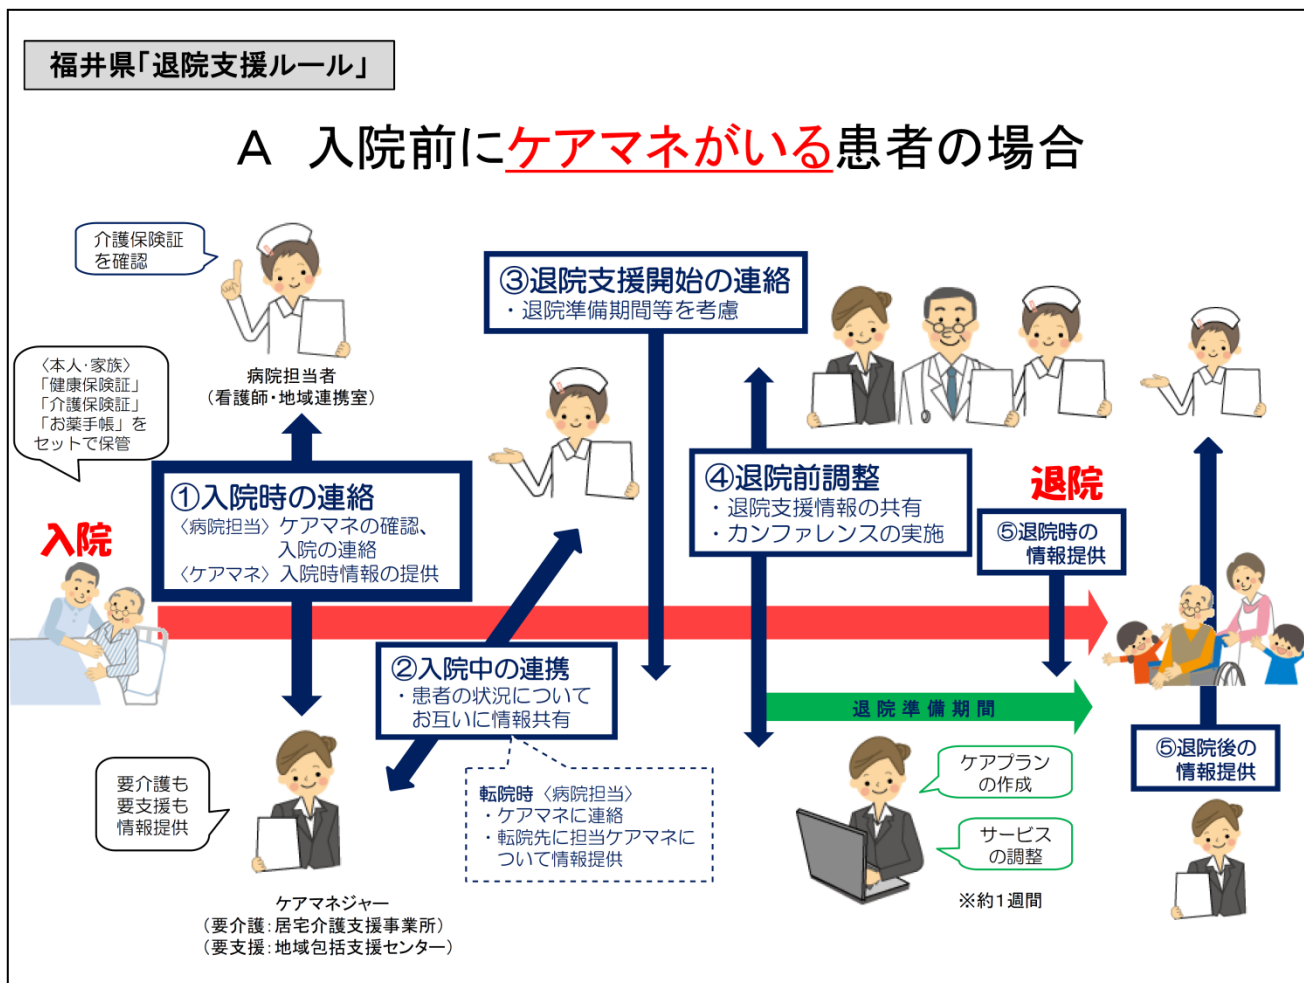 福井県「退院支援ルール」
A 入院前にケアマネがいる患者の場合
介護保険証
を確認
〈本人・家族〉
「健康保険証」
「介護保険証」
「お薬手帳」を
セットで保管
病院担当者
（看護師・地域連携室）
①入院時の連絡
〈病院担当〉ケアマネの確認、
入院の連絡
〈ケアマネ〉入院時情報の提供
入院
②入院中の連携
・患者の状況について
お互いに情報共有
転院時〈病院担当〉
・ケアマネに連絡
・転院先に担当ケアマネに
ついて情報提供
要介護も
要支援も
情報提供
ケアマネジャー
（要介護：居宅介護支援事業所）
（要支援：地域包括支援センター）
③退院支援開始の連絡
・退院準備期間等を考慮
④退院前調整
・退院支援情報の共有
・カンファレンスの実施
退院
⑤退院時の
情報提供
退院準備期間
ケアプラン
の作成
サービス
の調整
※約１週間
⑤退院後の
情報提供